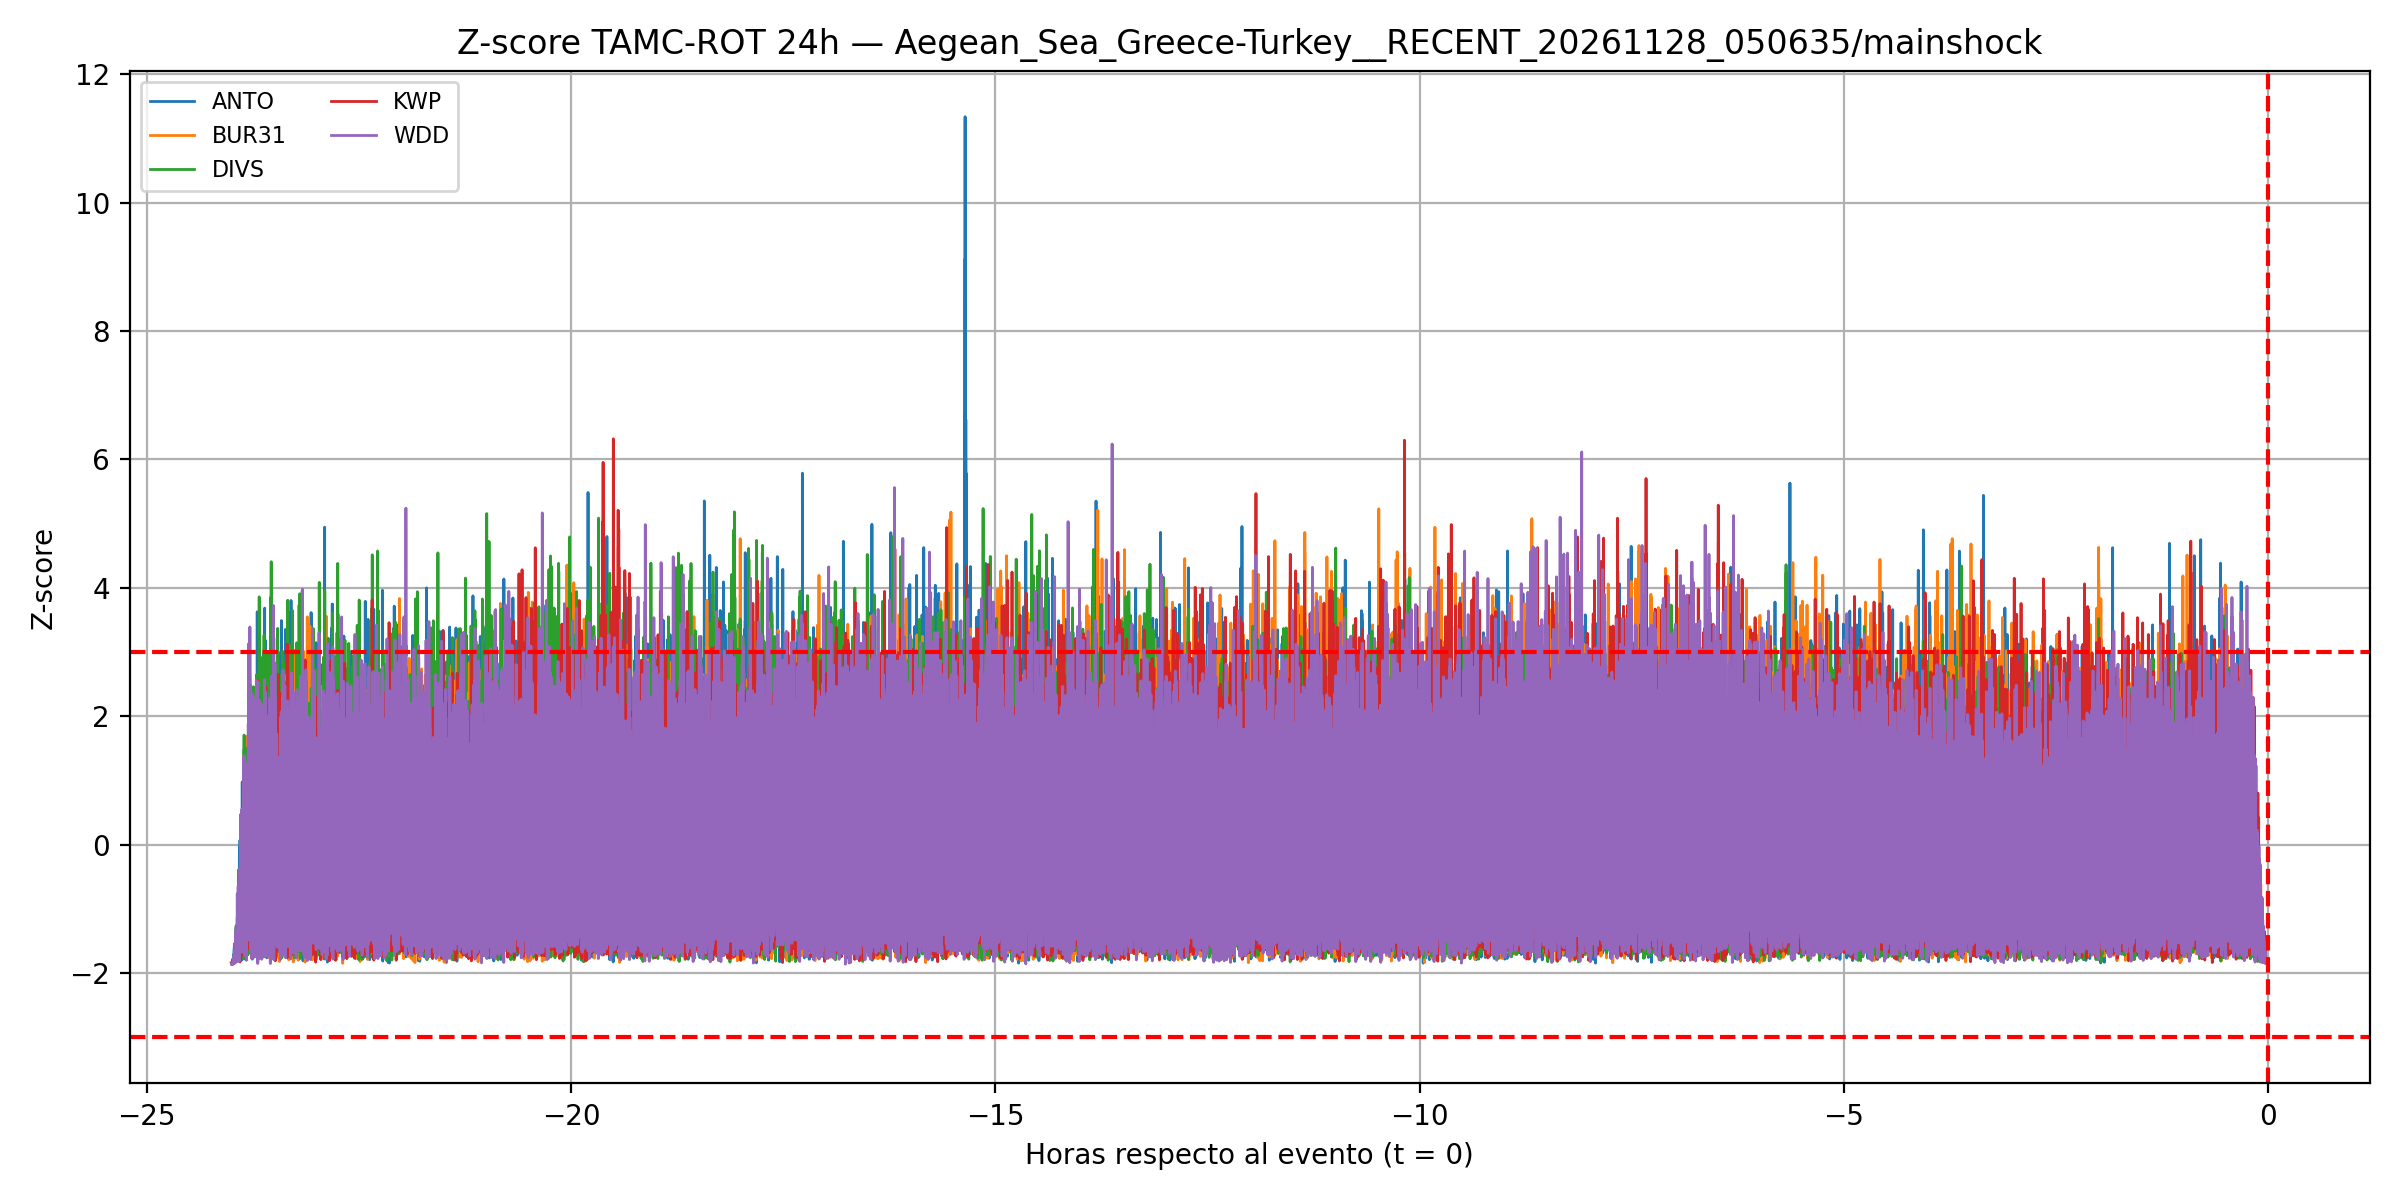 Z-score TAMC-ROT 24h — Aegean_Sea_Greece-Turkey__RECENT_20261128_050635/mainshock
ANTO
BUR31
DIVS
KWP
WDD
Z-score
12
10
8
6
4
2
0
−2
−25
−20
−15
−10
−5
0
Horas respecto al evento (t = 0)